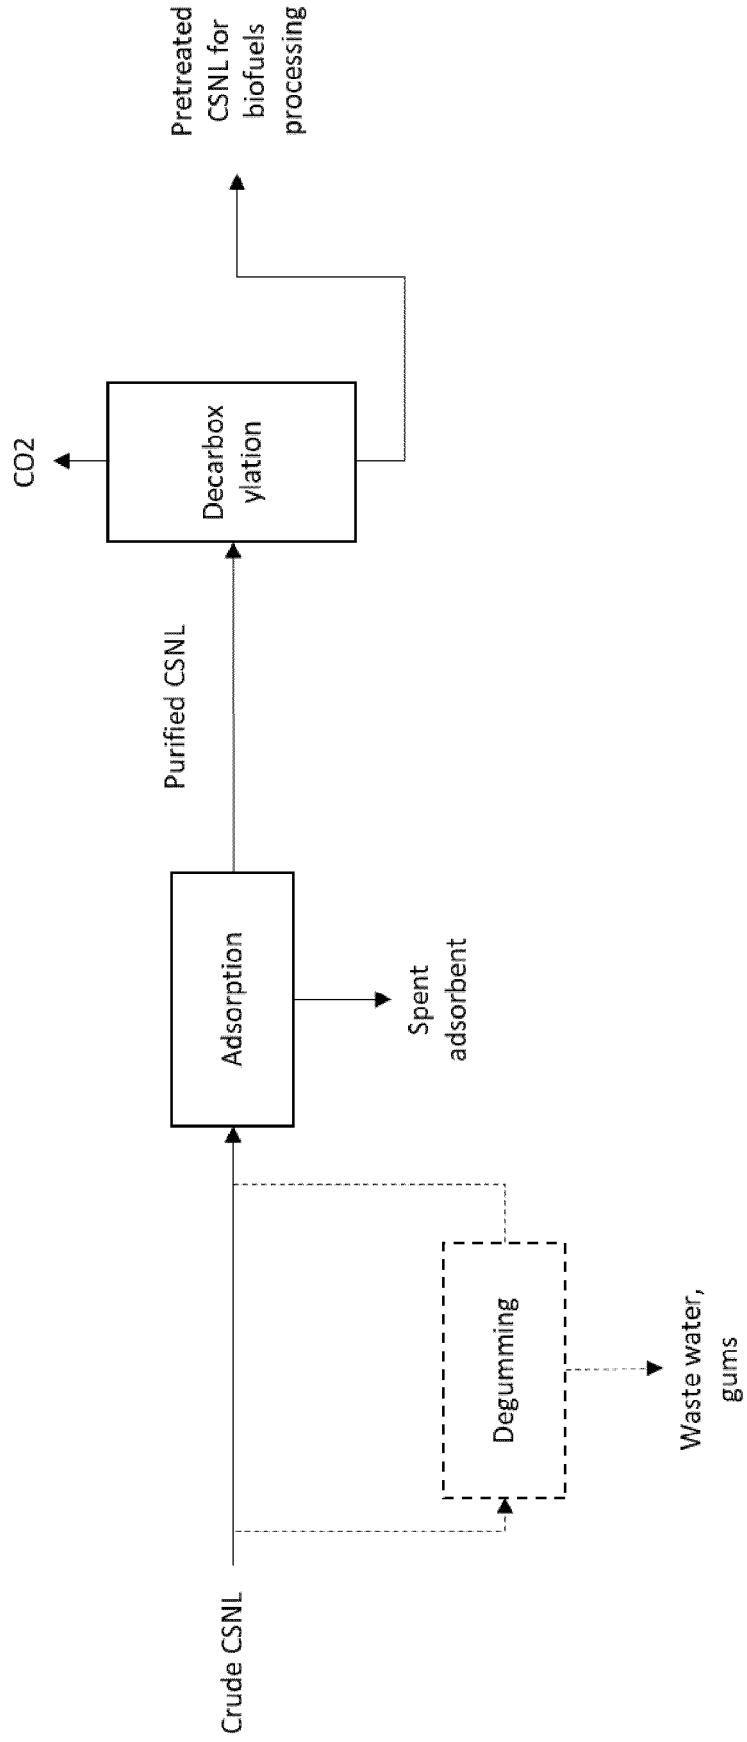 Crude CSNL
Degumming
Waste water,
gums
Adsorption
Spent
adsorbent
Purified CSNL
Decarbox
ylation
CO2
Pretreated
CSNL for
biofuels
processing